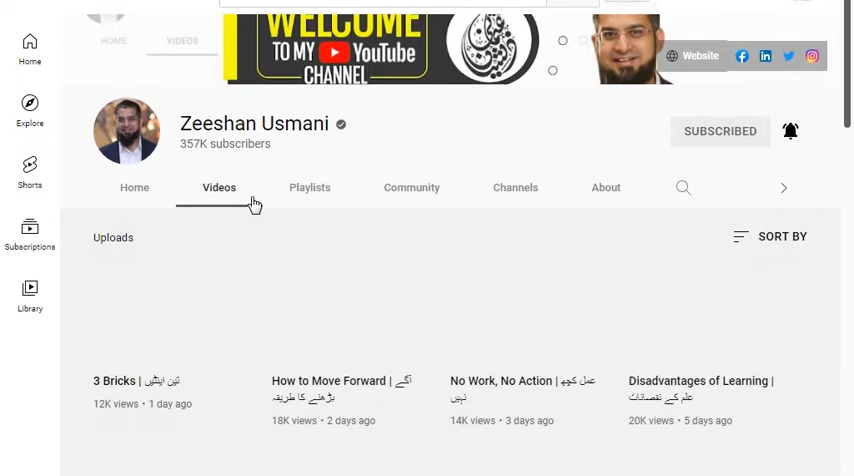 WELCOME
HOME VIDEOS
TO MY YouTube
CHANNEL
Website
Home
Explore
Shorts
Subscriptions
Library
Zeeshan Usmani
357K subscribers
SUBSCRIBED
Home Videos Playlists Community Channels About
Uploads
SORT BY
3 Bricks | تین اینٹیں
12K views • 1 day ago
How to Move Forward | آگے
بڑھنے کا طریقہ
18K views • 2 days ago
No Work, No Action | عمل کچھ
نہیں
14K views • 3 days ago
Disadvantages of Learning |
علم کے نقصانات
20K views • 5 days ago